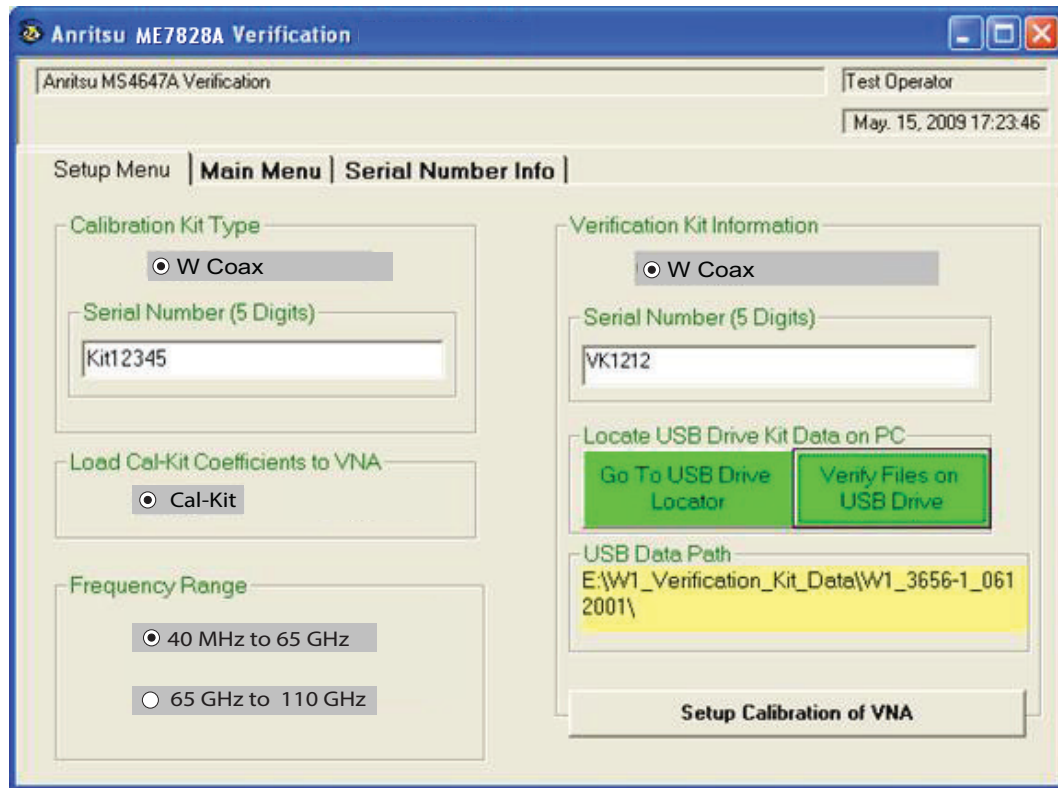 Anritsu ME7828A Verification
Anritsu MS4647A Verification
Test Operator
May. 15, 2009 17:23:46
Setup Menu
Main Menu
Serial Number Info
Calibration Kit Type
W Coax
Serial Number (5 Digits)
Kit12345
Load Cal-Kit Coefficients to VNA
Cal-Kit
Frequency Range
40 MHz to 65 GHz
65 GHz to 110 GHz
Verification Kit Information
W Coax
Serial Number (5 Digits)
VK1212
Locate USB Drive Kit Data on PC
Go To USB Drive
Locator
Verify Files on
USB Drive
USB Data Path
E:\W1_Verification_Kit_Data\W1_3656-1_061
2001\
Setup Calibration of VNA